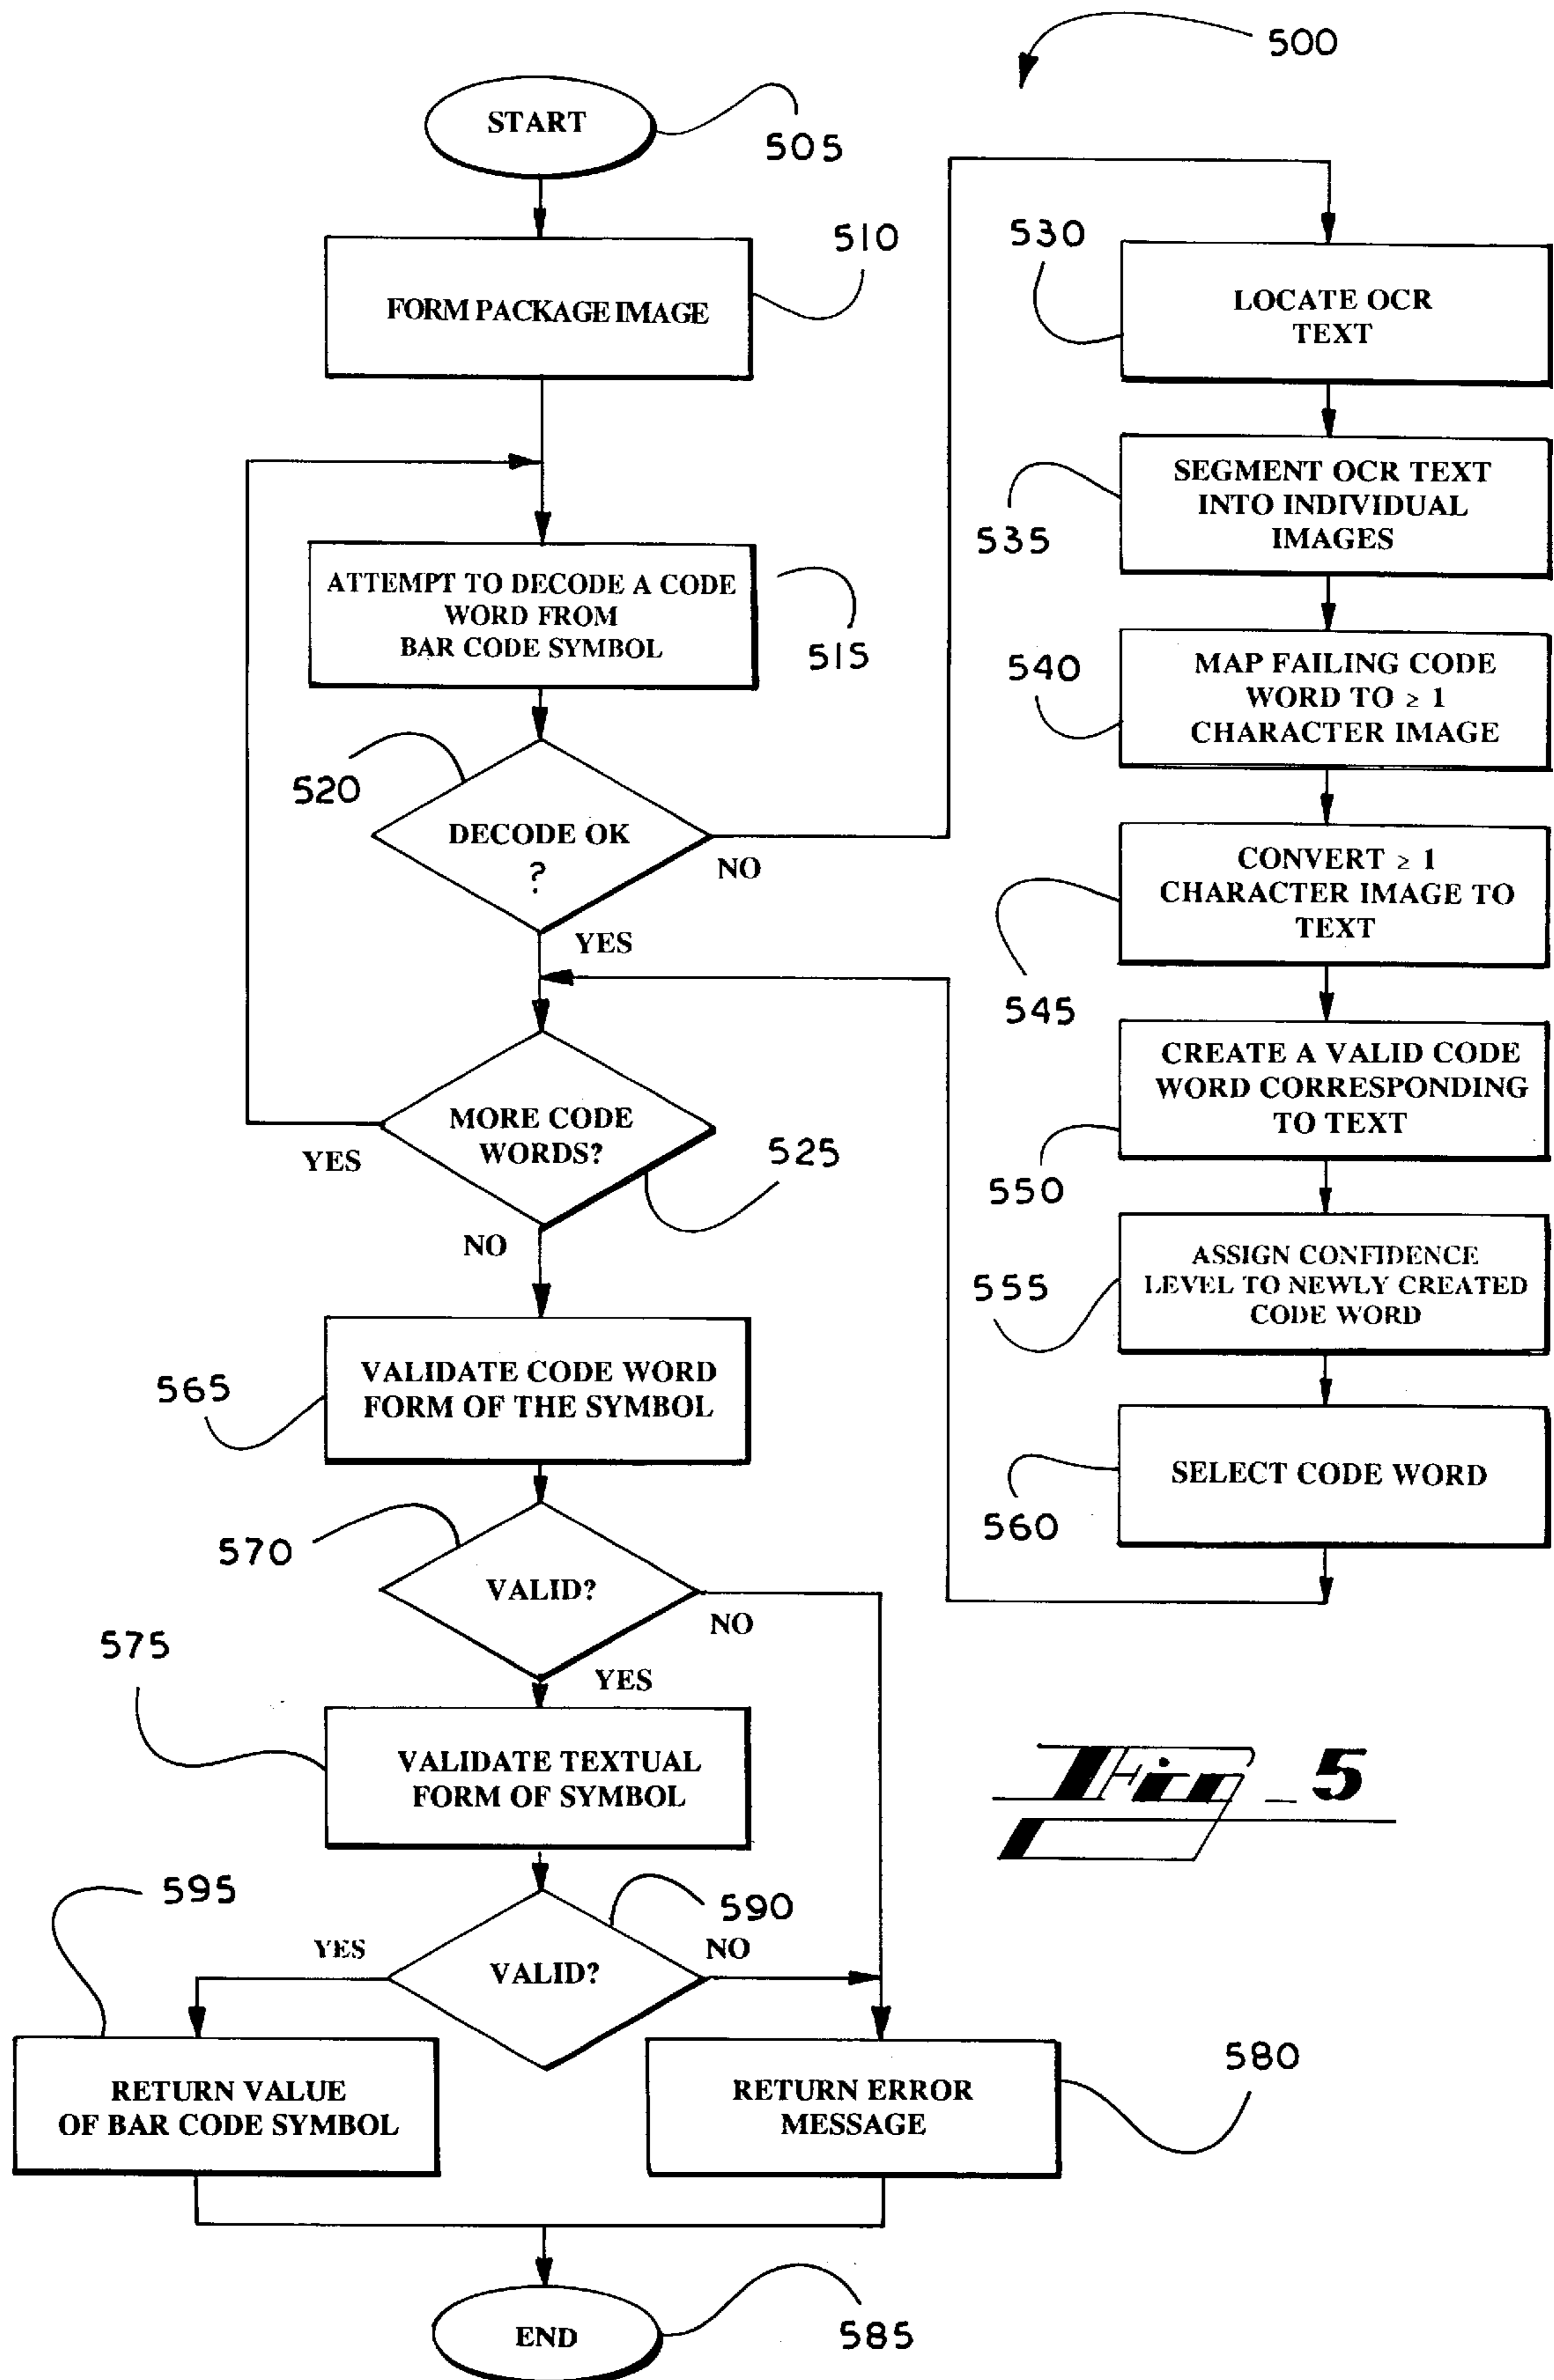 500
START
505
FORM PACKAGE IMAGE
510
ATTEMPT TO DECODE A CODE
WORD FROM
BAR CODE SYMBOL
515
520
DECODE OK
?
NO
YES
MORE CODE
WORDS?
525
YES
NO
VALIDATE CODE WORD
FORM OF THE SYMBOL
565
570
VALID?
NO
YES
575
VALIDATE TEXTUAL
FORM OF SYMBOL
595
590
YES
VALID?
NO
RETURN VALUE
OF BAR CODE SYMBOL
RETURN ERROR
MESSAGE
580
END
585
530
LOCATE OCR
TEXT
SEGMENT OCR TEXT
INTO INDIVIDUAL
IMAGES
535
540
MAP FAILING CODE
WORD TO ≥ 1
CHARACTER IMAGE
CONVERT ≥ 1
CHARACTER IMAGE TO
TEXT
545
CREATE A VALID CODE
WORD CORRESPONDING
TO TEXT
550
ASSIGN CONFIDENCE
LEVEL TO NEWLY CREATED
CODE WORD
555
SELECT CODE WORD
560
Fig_5